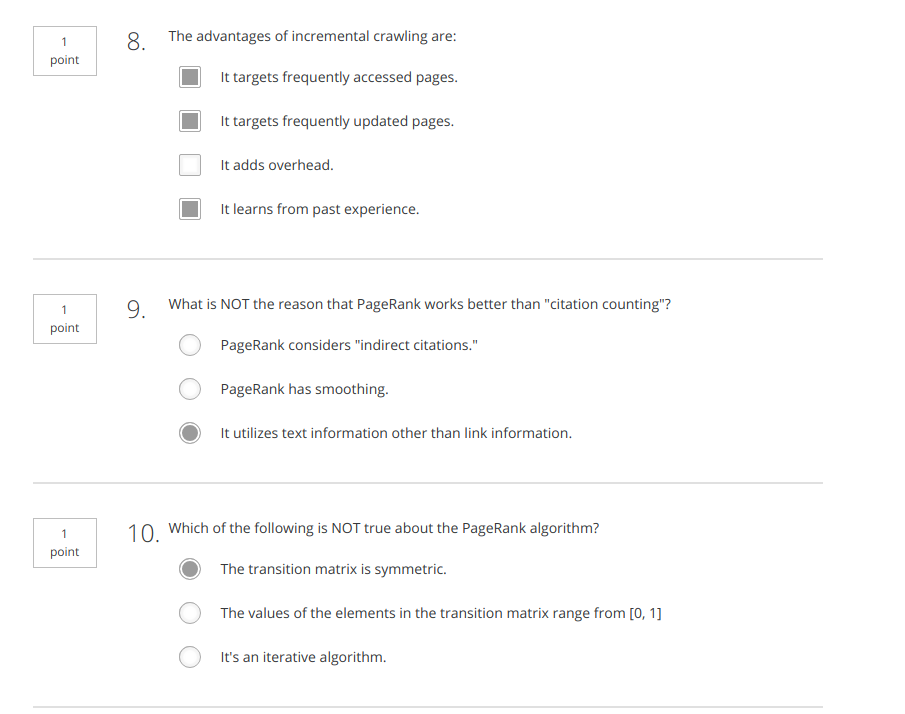 1
point
8. The advantages of incremental crawling are:
It targets frequently accessed pages.
It targets frequently updated pages.
It adds overhead.
It learns from past experience.
1
point
9. What is NOT the reason that PageRank works better than "citation counting"?
PageRank considers "indirect citations."
PageRank has smoothing.
It utilizes text information other than link information.
1
point
10. Which of the following is NOT true about the PageRank algorithm?
The transition matrix is symmetric.
The values of the elements in the transition matrix range from [0, 1]
It's an iterative algorithm.